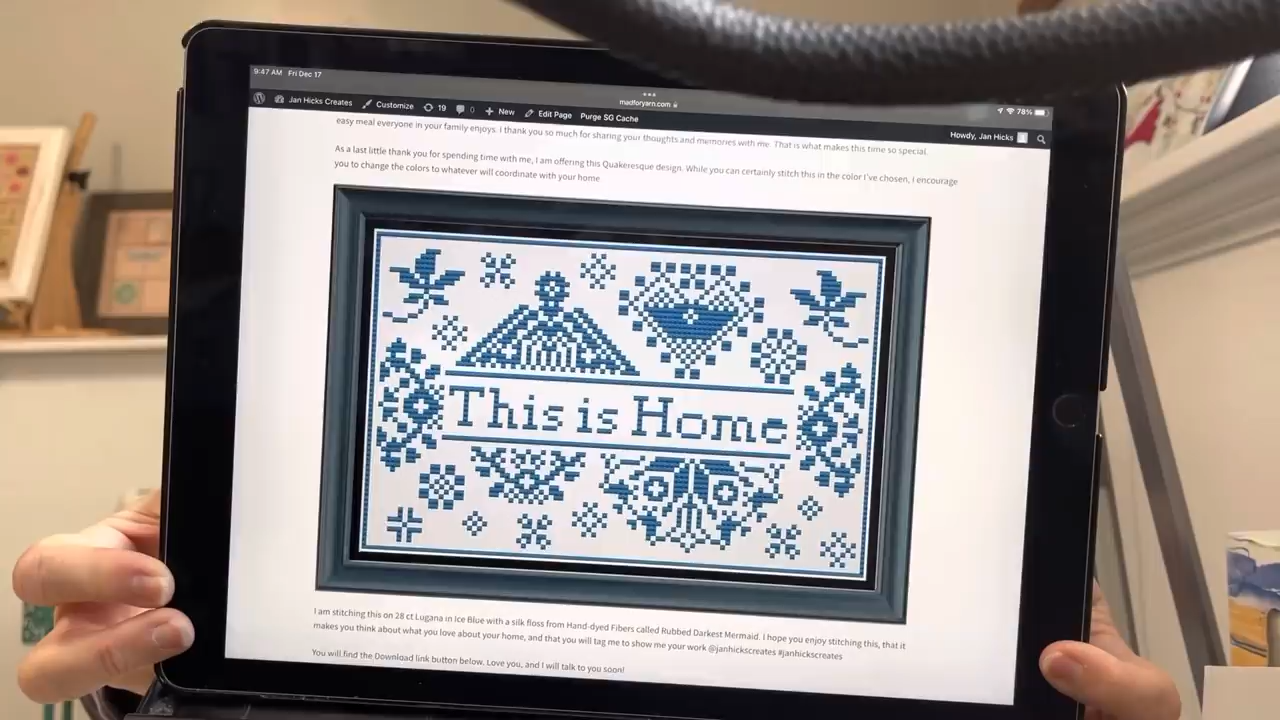 9:47 AM Fri Dec 17
madforyarn.com
78%
Jan Hicks Creates Customize 19 0 New Edit Page Purge SG Cache
Howdy, Jan Hicks
easy meal everyone in your family enjoys. I thank you so much for sharing your thoughts and memories with me. That is what makes this time so special.
As a last little thank you for spending time with me, I am offering this Quakeresque design. While you can certainly stitch this in the color I've chosen, I encourage
you to change the colors to whatever will coordinate with your home
This is Home
I am stitching this on 28 ct Lugana in Ice Blue with a silk floss from Hand-dyed Fibers called Rubbed Darkest Mermaid. I hope you enjoy stitching this, that it
makes you think about what you love about your home, and that you will tag me to show me your work @janhickscreates #janhickscreates
You will find the Download link button below. Love you, and I will talk to you soon!